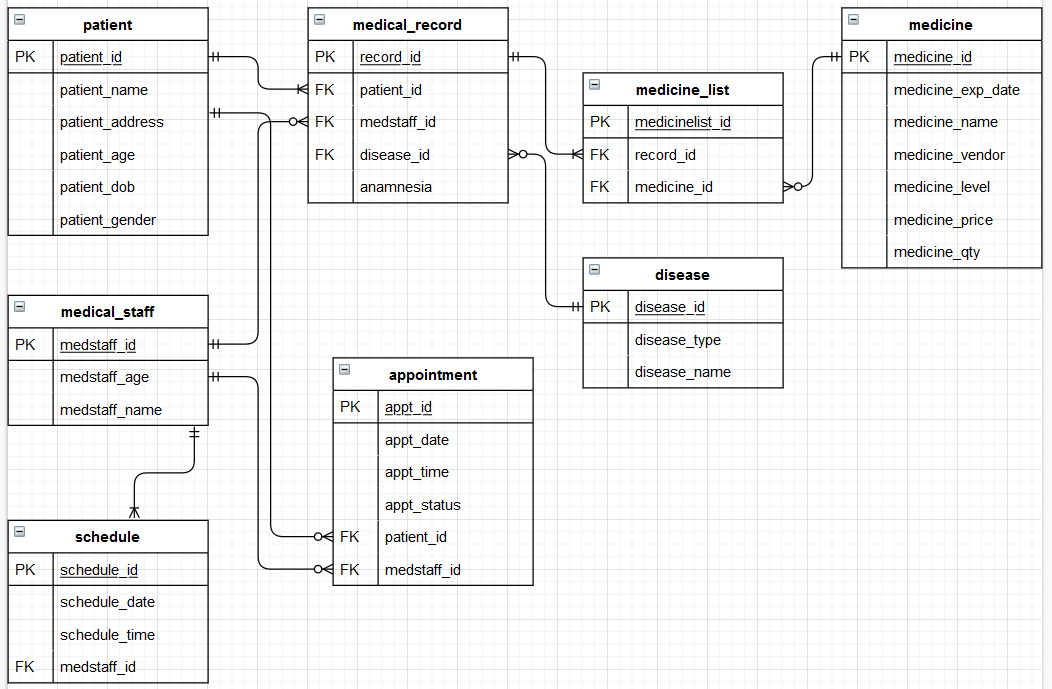 patient
PK patient_id
patient_name
patient_address
patient_age
patient_dob
patient_gender
medical_record
PK record_id
FK patient_id
FK medstaff_id
FK disease_id
anamnesia
medicine_list
PK medicinelist_id
FK record_id
FK medicine_id
medicine
PK medicine_id
medicine_exp_date
medicine_name
medicine_vendor
medicine_level
medicine_price
medicine_qty
disease
PK disease_id
disease_type
disease_name
medical_staff
PK medstaff_id
medstaff_age
medstaff_name
appointment
PK appt_id
appt_date
appt_time
appt_status
FK patient_id
FK medstaff_id
schedule
PK schedule_id
schedule_date
schedule_time
FK medstaff_id